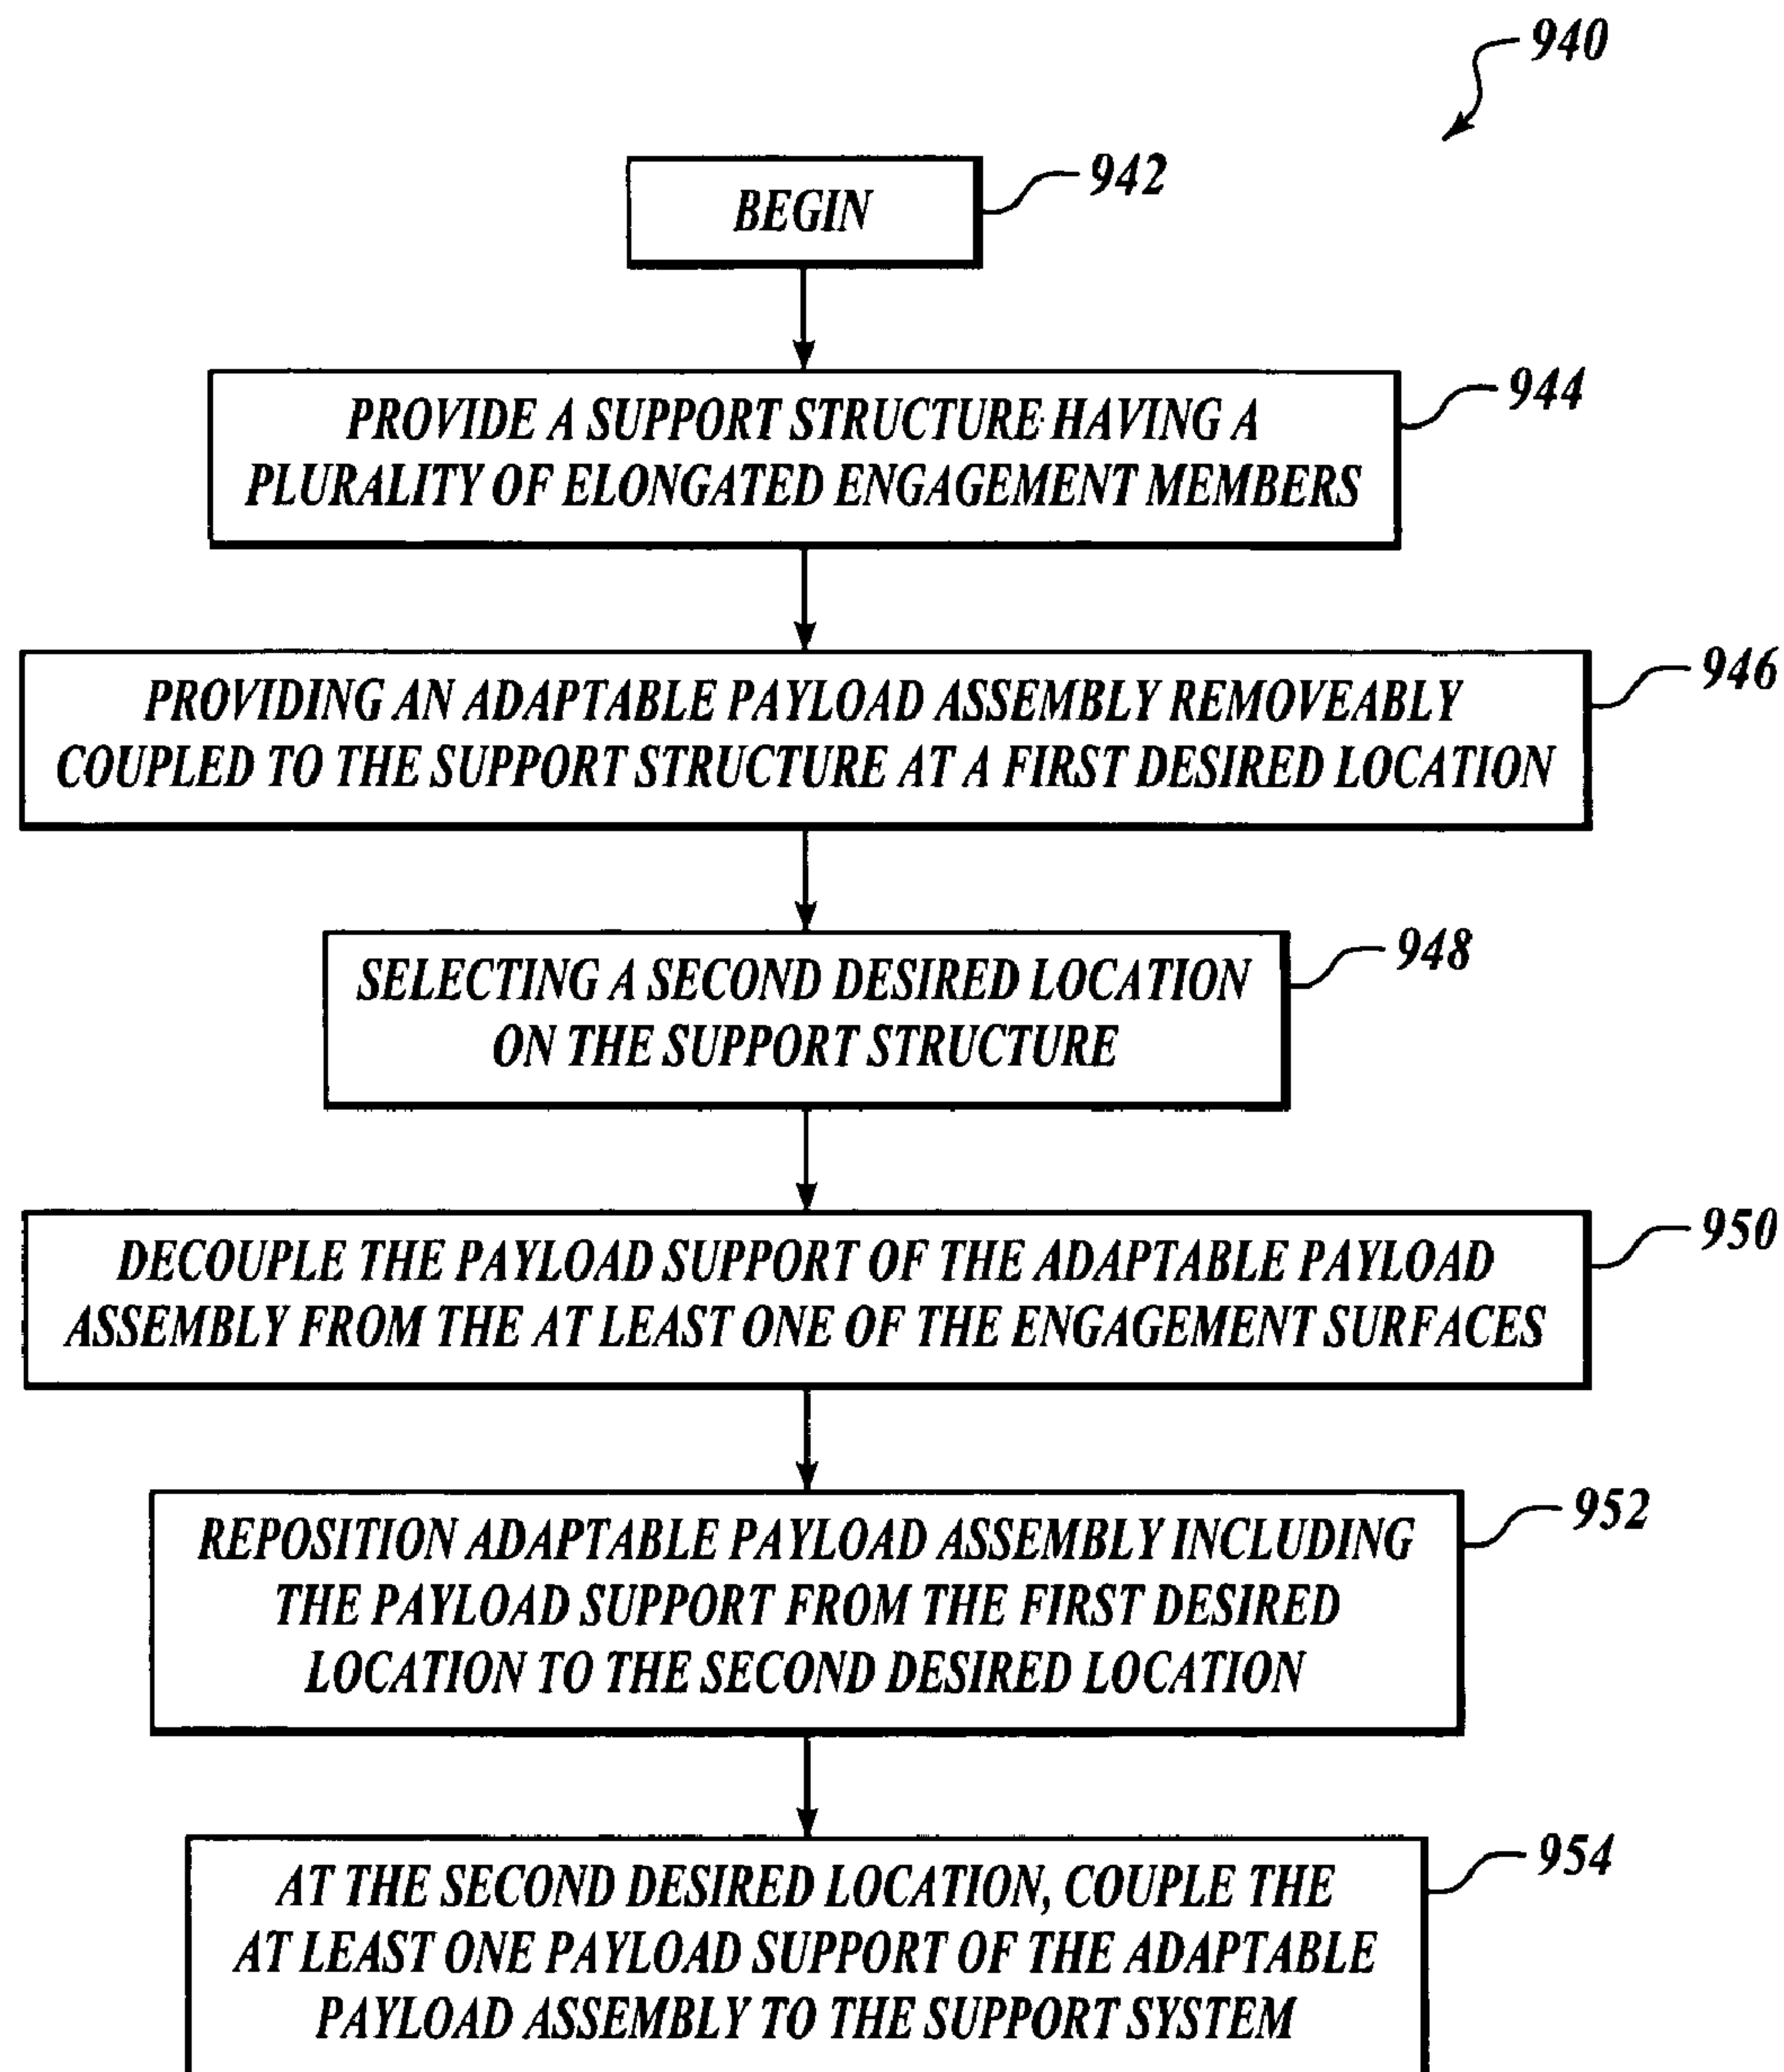 940
BEGIN
942
PROVIDE A SUPPORT STRUCTURE HAVING A
PLURALITY OF ELONGATED ENGAGEMENT MEMBERS
944
PROVIDING AN ADAPTABLE PAYLOAD ASSEMBLY REMOVEABLY
COUPLED TO THE SUPPORT STRUCTURE AT A FIRST DESIRED LOCATION
946
SELECTING A SECOND DESIRED LOCATION
ON THE SUPPORT STRUCTURE
948
DECOUPLE THE PAYLOAD SUPPORT OF THE ADAPTABLE PAYLOAD
ASSEMBLY FROM THE AT LEAST ONE OF THE ENGAGEMENT SURFACES
950
REPOSITION ADAPTABLE PAYLOAD ASSEMBLY INCLUDING
THE PAYLOAD SUPPORT FROM THE FIRST DESIRED
LOCATION TO THE SECOND DESIRED LOCATION
952
AT THE SECOND DESIRED LOCATION, COUPLE THE
AT LEAST ONE PAYLOAD SUPPORT OF THE ADAPTABLE
PAYLOAD ASSEMBLY TO THE SUPPORT SYSTEM
954